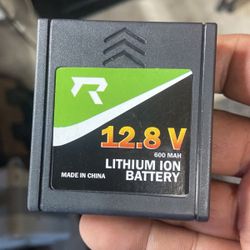 12.8 V
600 MAH
LITHIUM ION
MADE IN CHINA BATTERY